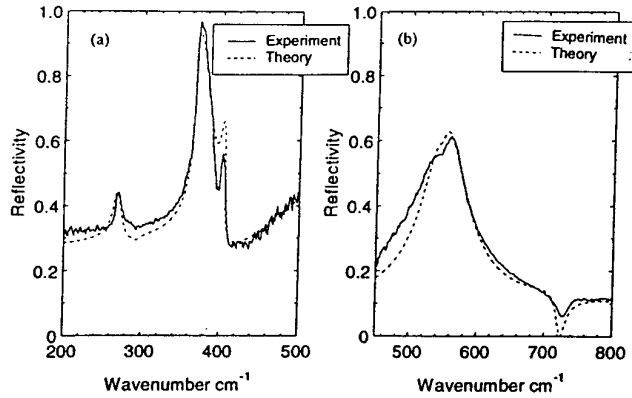 (a)
Experiment
Theory
1.0
0.8
0.6
0.4
0.2
0
Reflectivity
200
300
400
500
Wavenumber cm-1
(b)
Experiment
Theory
1.0
0.8
0.6
0.4
0.2
0
Reflectivity
500
600
700
800
Wavenumber cm-1